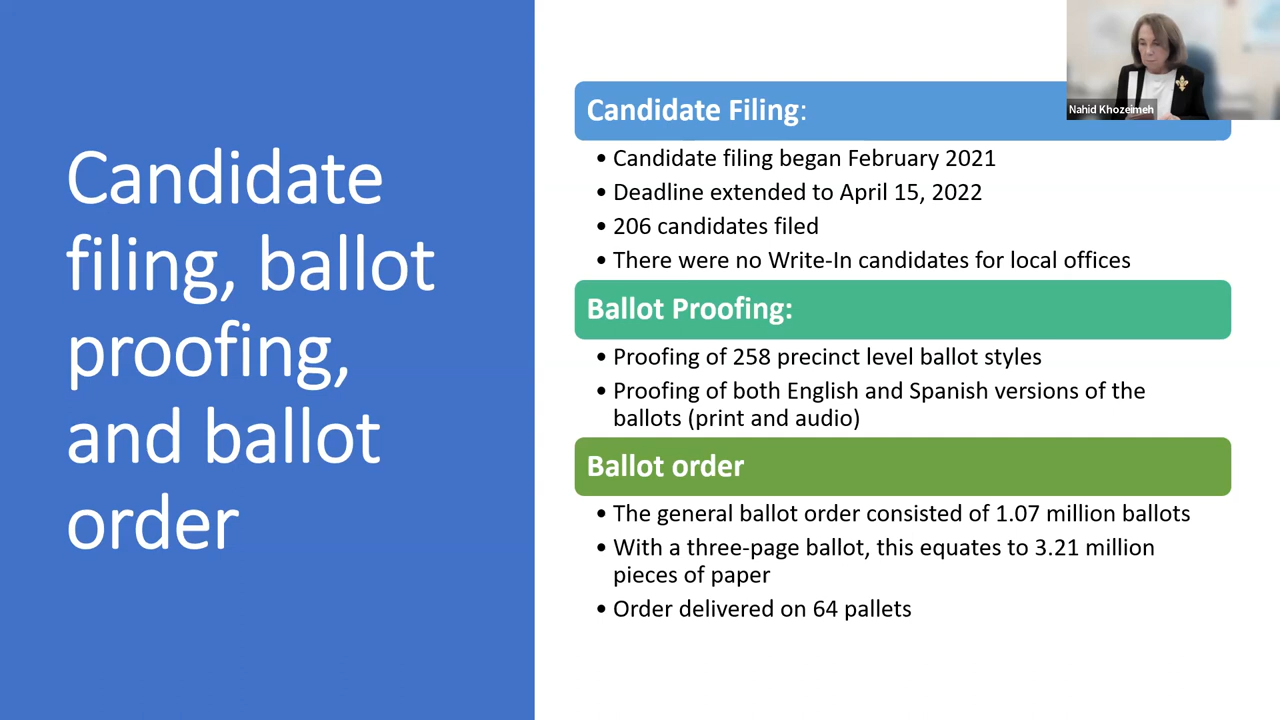 Candidate
filing, ballot
proofing,
and ballot
order
Nahid Khozeimeh
Candidate Filing:
• Candidate filing began February 2021
• Deadline extended to April 15, 2022
• 206 candidates filed
• There were no Write-In candidates for local offices
Ballot Proofing:
• Proofing of 258 precinct level ballot styles
• Proofing of both English and Spanish versions of the
ballots (print and audio)
Ballot order
• The general ballot order consisted of 1.07 million ballots
• With a three-page ballot, this equates to 3.21 million
pieces of paper
• Order delivered on 64 pallets